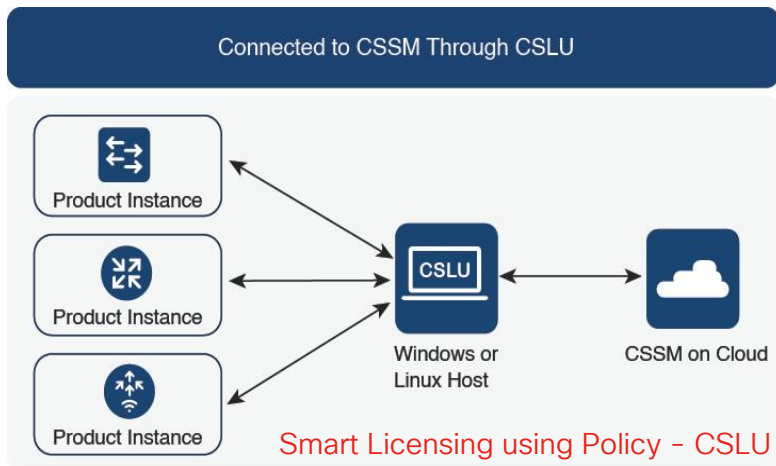 Connected to CSSM Through CSLU
Product Instance
Product Instance
Product Instance
CSLU
Windows or
Linux Host
CSSM on Cloud
Smart Licensing using Policy - CSLU